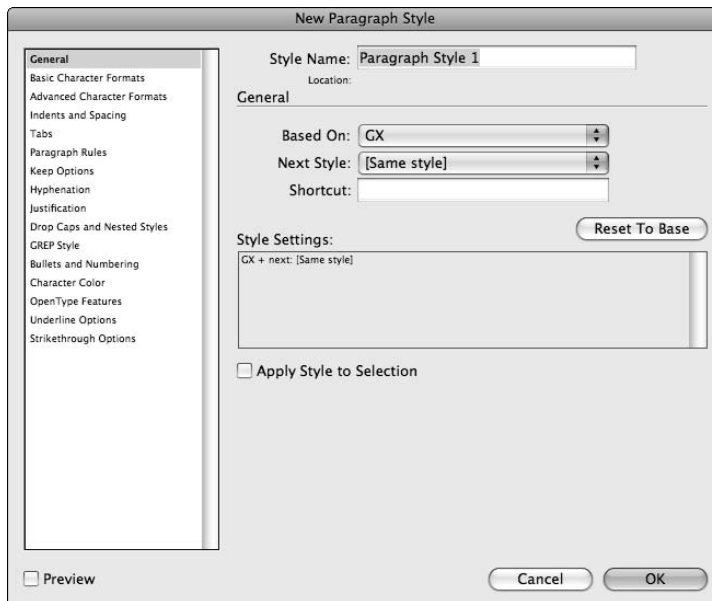 New Paragraph Style
General
Basic Character Formats
Advanced Character Formats
Indents and Spacing
Tabs
Paragraph Rules
Keep Options
Hyphenation
Justification
Drop Caps and Nested Styles
GREP Style
Bullets and Numbering
Character Color
OpenType Features
Underline Options
Strikethrough Options
Style Name: Paragraph Style 1
Location:
General
Based On: GX
Next Style: [Same style]
Shortcut:
Reset To Base
Style Settings:
GX + next: [Same style]
Apply Style to Selection
Preview
Cancel
OK